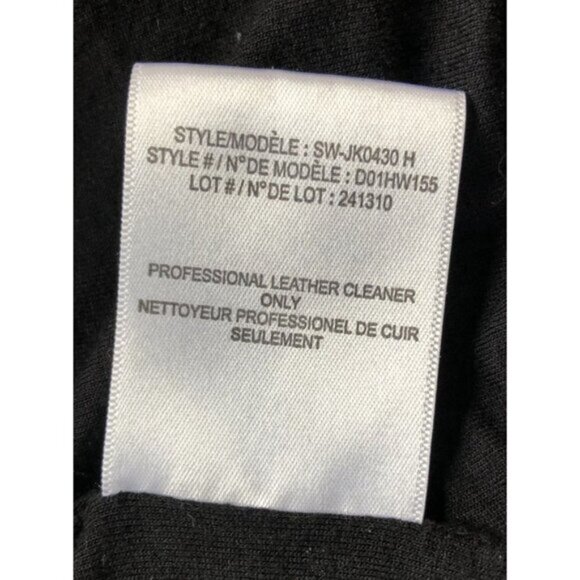 STYLE/MODÈLE : SW-JK0430 H
STYLE # / N°DE MODÈLE : D01HW155
LOT # / N°DE LOT : 241310
PROFESSIONAL LEATHER CLEANER
ONLY
NETTOYEUR PROFESSIONEL DE CUIR
SEULEMENT